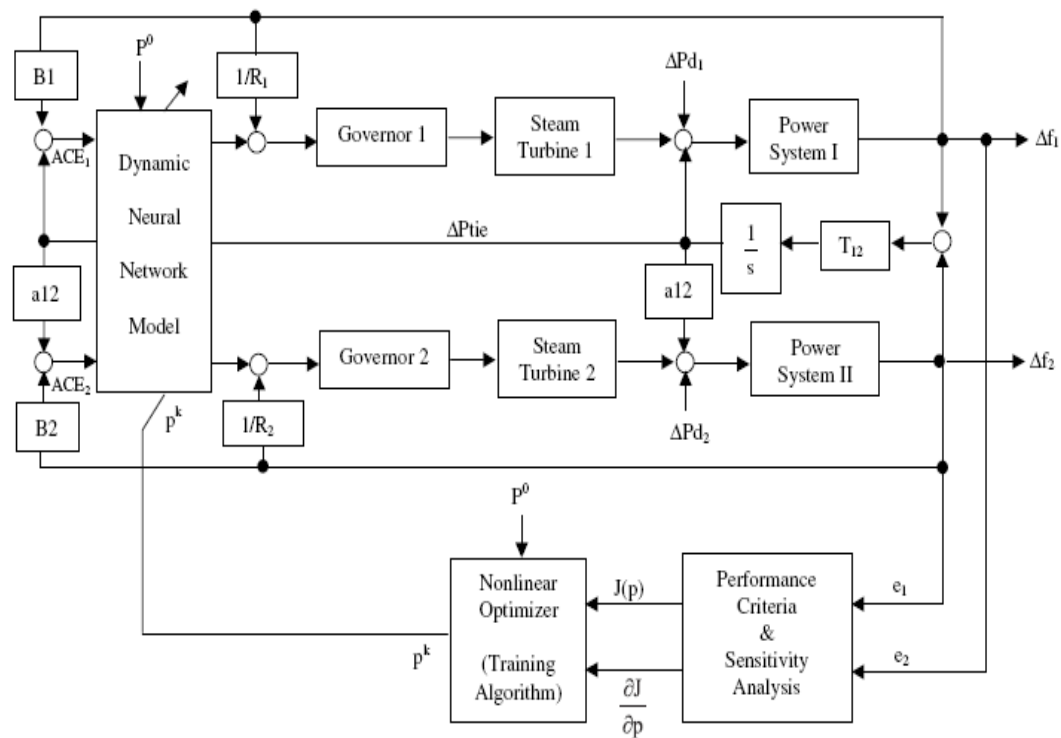 P⁰
B1
1/R₁
ΔPd₁
Governor 1
Steam
Turbine 1
Power
System I
Δf₁
ACE₁
Dynamic
Neural
Network
Model
ΔPtie
1
s
T₁₂
a12
a12
Governor 2
Steam
Turbine 2
Power
System II
Δf₂
ACE₂
B2
pᵏ
1/R₂
ΔPd₂
P⁰
Nonlinear
Optimizer
(Training
Algorithm)
J(p)
∂J
∂p
Performance
Criteria
&
Sensitivity
Analysis
e₁
e₂
pᵏ